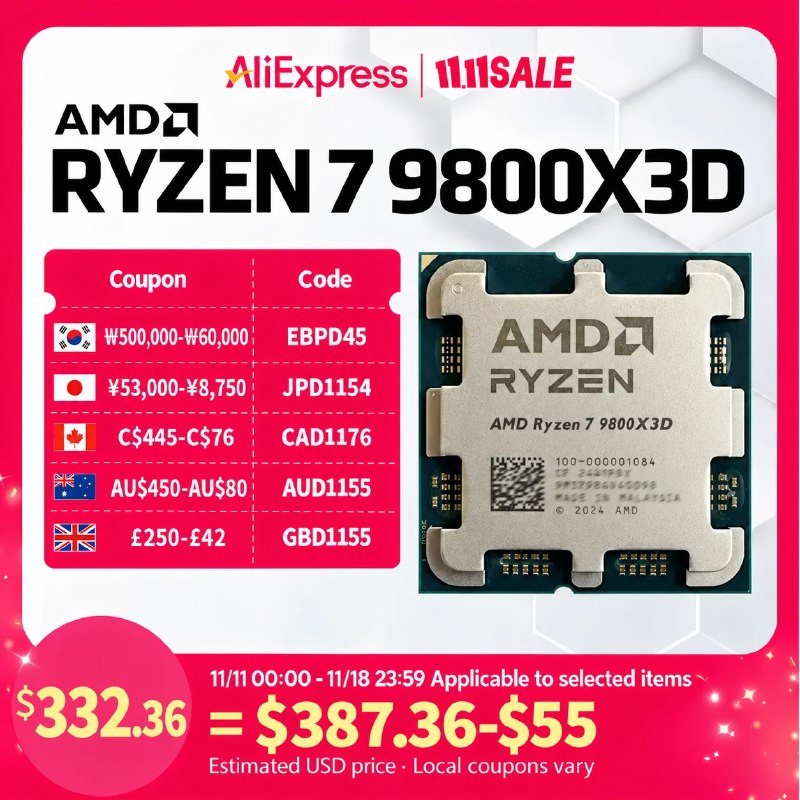 AliExpress | 11.11SALE
AMD
RYZEN 7 9800X3D
Coupon Code
₩500,000-₩60,000 EBPD45
¥53,000-¥8,750 JPD1154
C$445-C$76 CAD1176
AU$450-AU$80 AUD1155
£250-£42 GBD1155
AMD
RYZEN
AMD Ryzen 7 9800X3D
100-000001084
MADE IN MALAYSIA
© 2024 AMD
11/11 00:00 - 11/18 23:59 Applicable to selected items
$332.36 = $387.36-$55
Estimated USD price · Local coupons vary